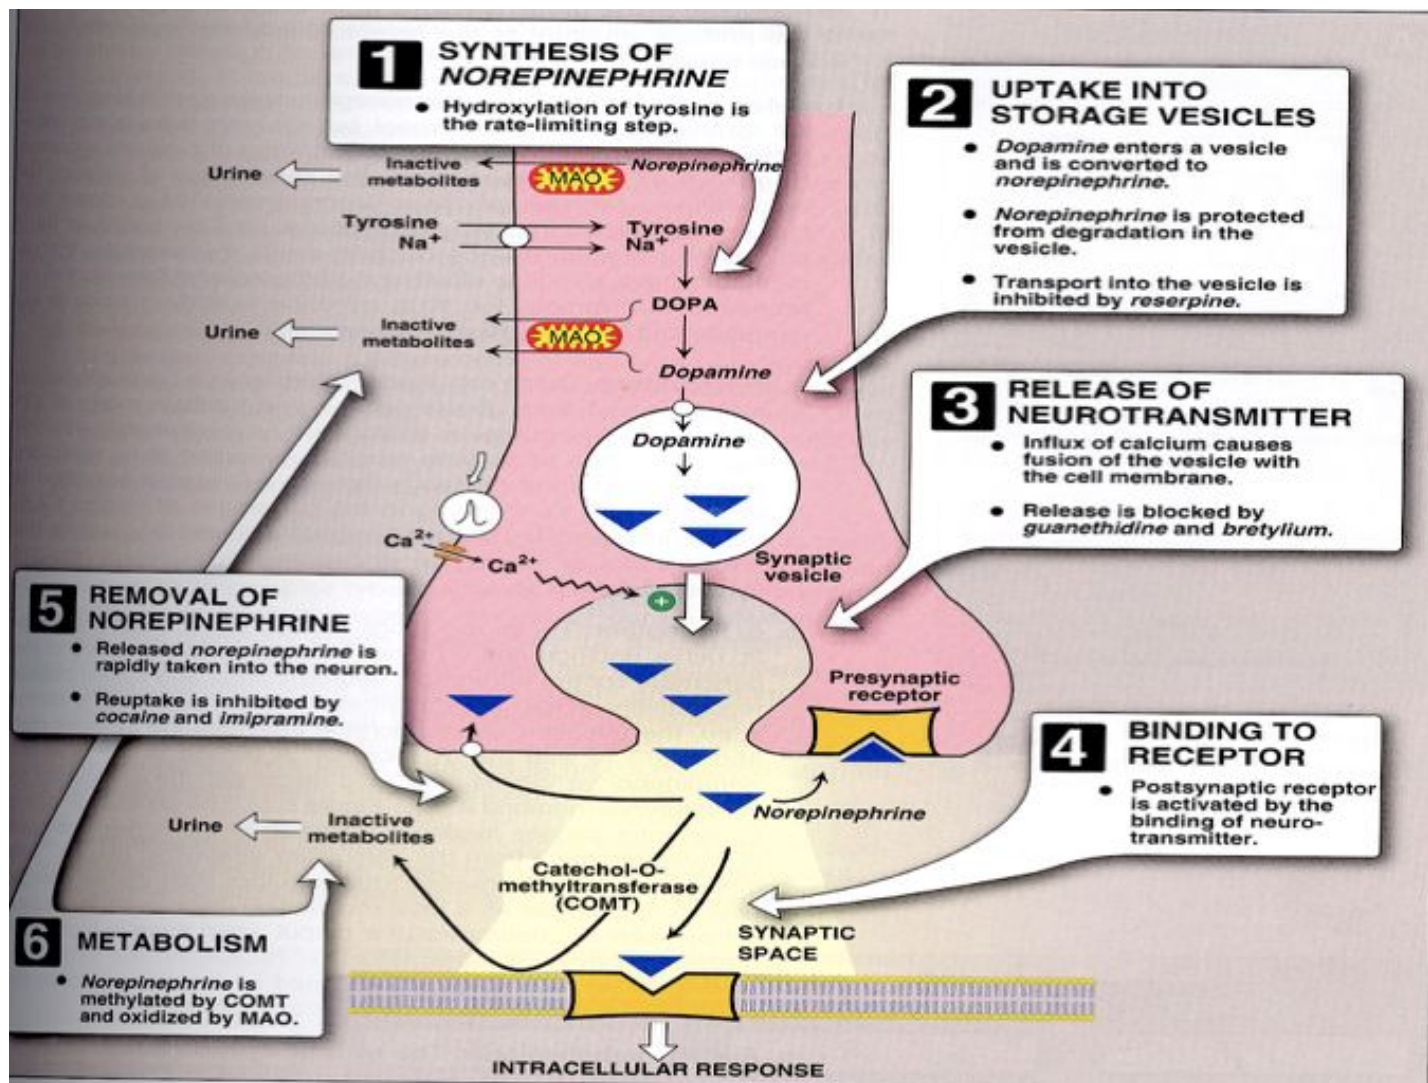 1 SYNTHESIS OF
NOREPINEPHRINE
• Hydroxylation of tyrosine is
the rate-limiting step.
2 UPTAKE INTO
STORAGE VESICLES
• Dopamine enters a vesicle
and is converted to
norepinephrine.
• Norepinephrine is protected
from degradation in the
vesicle.
• Transport into the vesicle is
inhibited by reserpine.
Urine
Inactive
metabolites
MAO
Norepinephrine
Tyrosine
Na+
Tyrosine
Na+
DOPA
Urine
Inactive
metabolites
MAO
Dopamine
Dopamine
3 RELEASE OF
NEUROTRANSMITTER
• Influx of calcium causes
fusion of the vesicle with
the cell membrane.
• Release is blocked by
guanethidine and bretylium.
Ca2+
Ca2+
+
Synaptic
vesicle
5 REMOVAL OF
NOREPINEPHRINE
• Released norepinephrine is
rapidly taken into the neuron.
• Reuptake is inhibited by
cocaine and imipramine.
Presynaptic
receptor
4 BINDING TO
RECEPTOR
• Postsynaptic receptor
is activated by the
binding of neuro-
transmitter.
Norepinephrine
Urine
Inactive
metabolites
Catechol-O-
methyltransferase
(COMT)
SYNAPTIC
SPACE
6 METABOLISM
• Norepinephrine is
methylated by COMT
and oxidized by MAO.
INTRACELLULAR RESPONSE